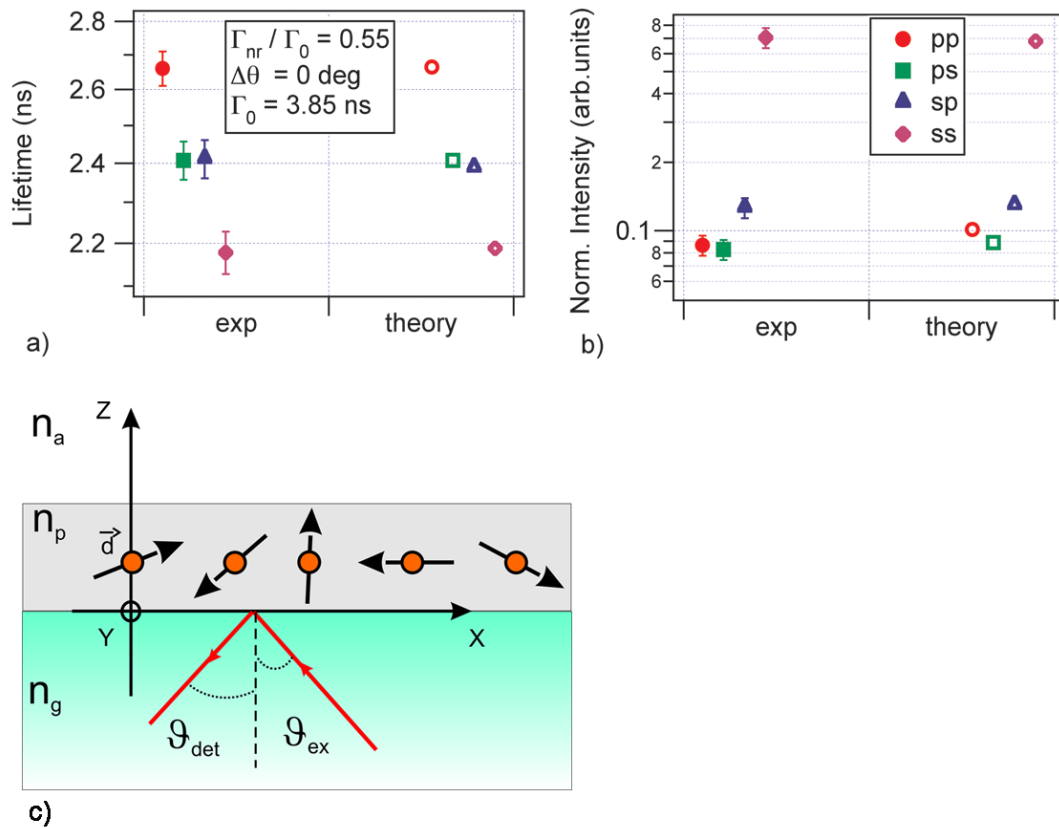 Lifetime (ns)
2.8
2.6
2.4
2.2
Γnr / Γ0 = 0.55
Δθ = 0 deg
Γ0 = 3.85 ns
exp
theory
a)
Norm. Intensity (arb.units)
8
6
4
2
0.1
8
6
pp
ps
sp
ss
exp
theory
b)
Z
na
np
d
Y
X
ng
ϑdet
ϑex
c)